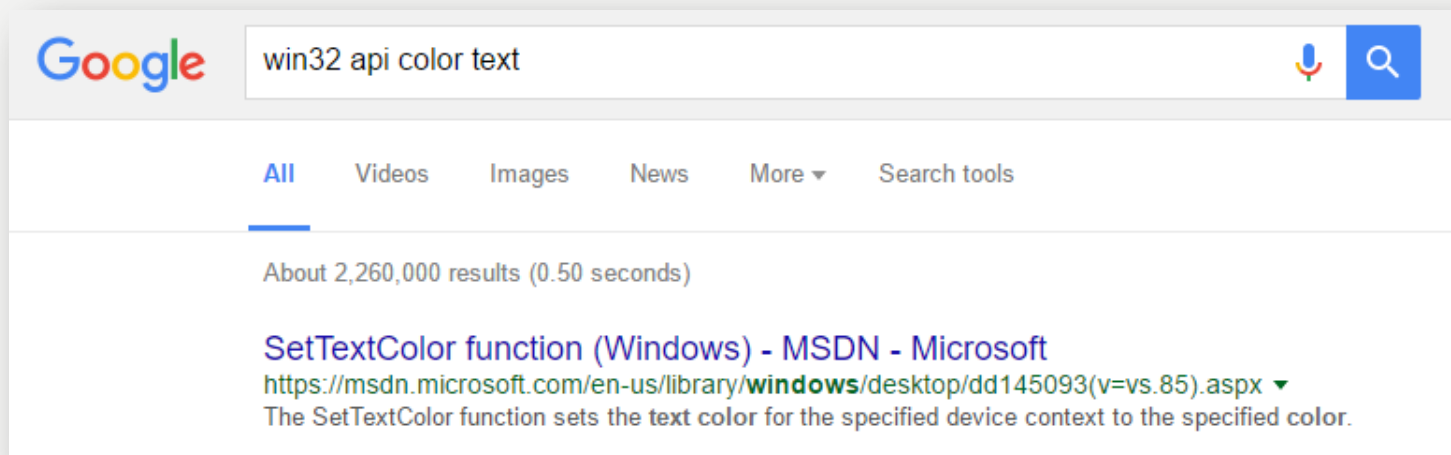 Google
win32 api color text
All Videos Images News More Search tools
About 2,260,000 results (0.50 seconds)
SetTextColor function (Windows) - MSDN - Microsoft
https://msdn.microsoft.com/en-us/library/windows/desktop/dd145093(v=vs.85).aspx
The SetTextColor function sets the text color for the specified device context to the specified color.